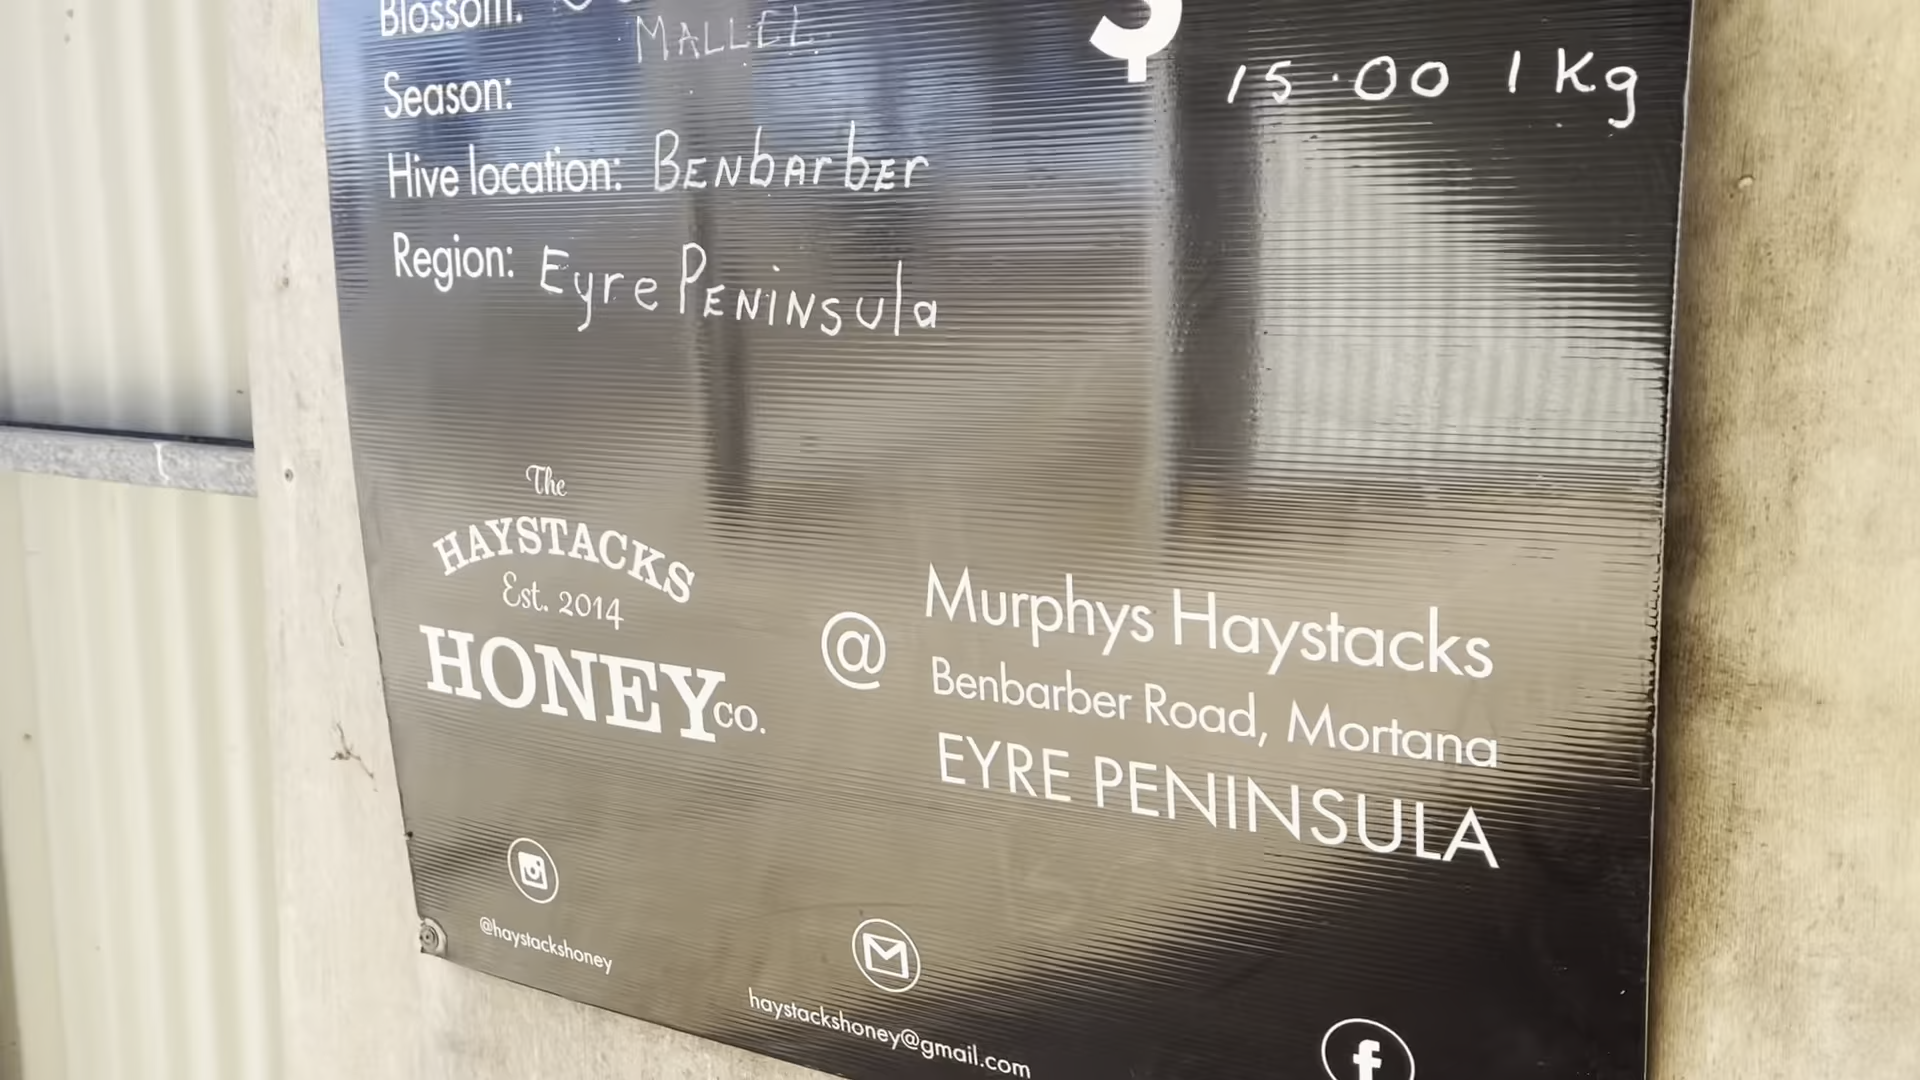 Blossom:
MALLEE
$
15.00 1Kg
Season:
Hive location: BENbArbEr
Region: Eyre PENINSula
The
HAYSTACKS
Est. 2014
HONEY CO.
@
Murphys Haystacks
Benbarber Road, Mortana
EYRE PENINSULA
@haystackshoney
haystackshoney@gmail.com
f